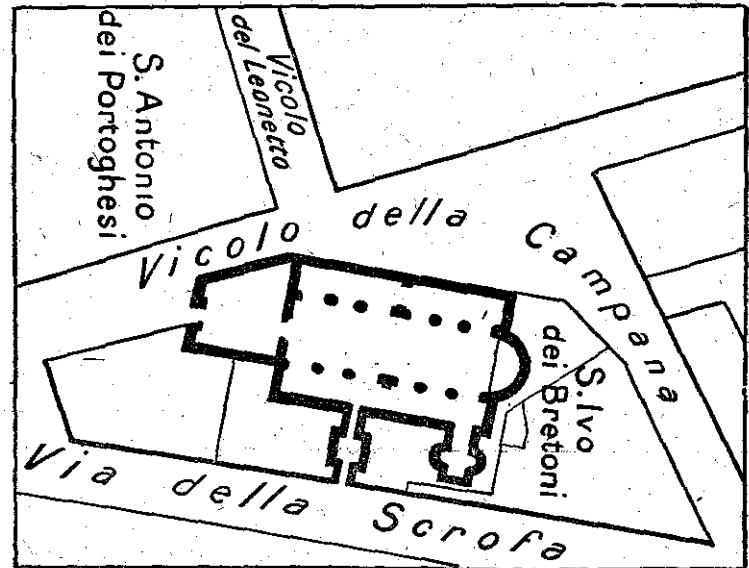 S. Antonio
dei Portoghesi
Vicolo
del Leonetto
Vicolo della Campana
S. Ivo
dei Bretoni
Via della Scrofa